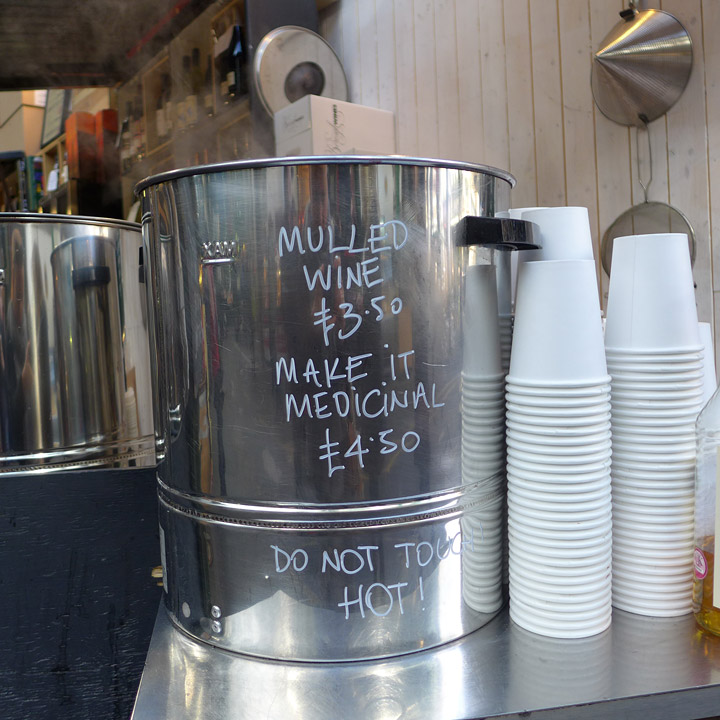 MULLED
WINE
£3.50
MAKE IT
MEDICINAL
£4.50
DO NOT TOUCH
HOT!